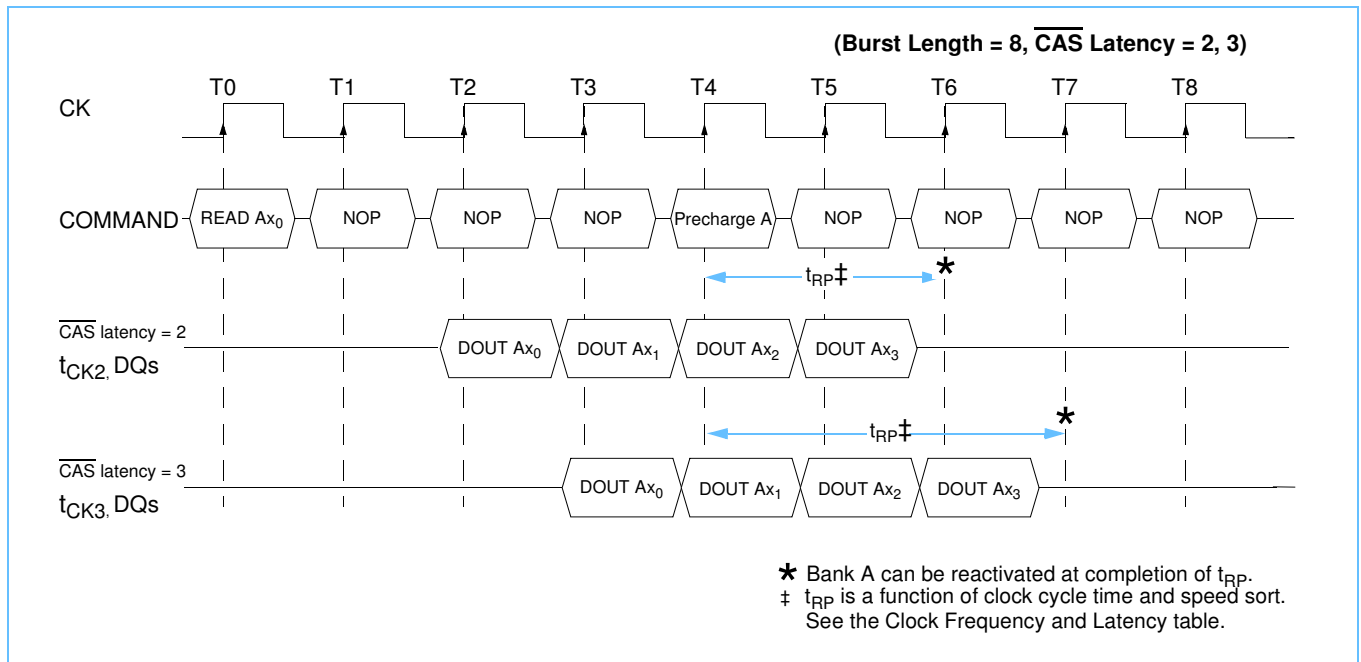 (Burst Length = 8, CAS Latency = 2, 3)
T0 T1 T2 T3 T4 T5 T6 T7 T8
CK
COMMAND READ Ax0 NOP NOP NOP Precharge A NOP NOP NOP NOP
tRP‡ *
CAS latency = 2
tCK2, DQs
DOUT Ax0 DOUT Ax1 DOUT Ax2 DOUT Ax3
*
tRP‡
CAS latency = 3
tCK3, DQs
DOUT Ax0 DOUT Ax1 DOUT Ax2 DOUT Ax3
* Bank A can be reactivated at completion of tRP.
‡ tRP is a function of clock cycle time and speed sort.
See the Clock Frequency and Latency table.